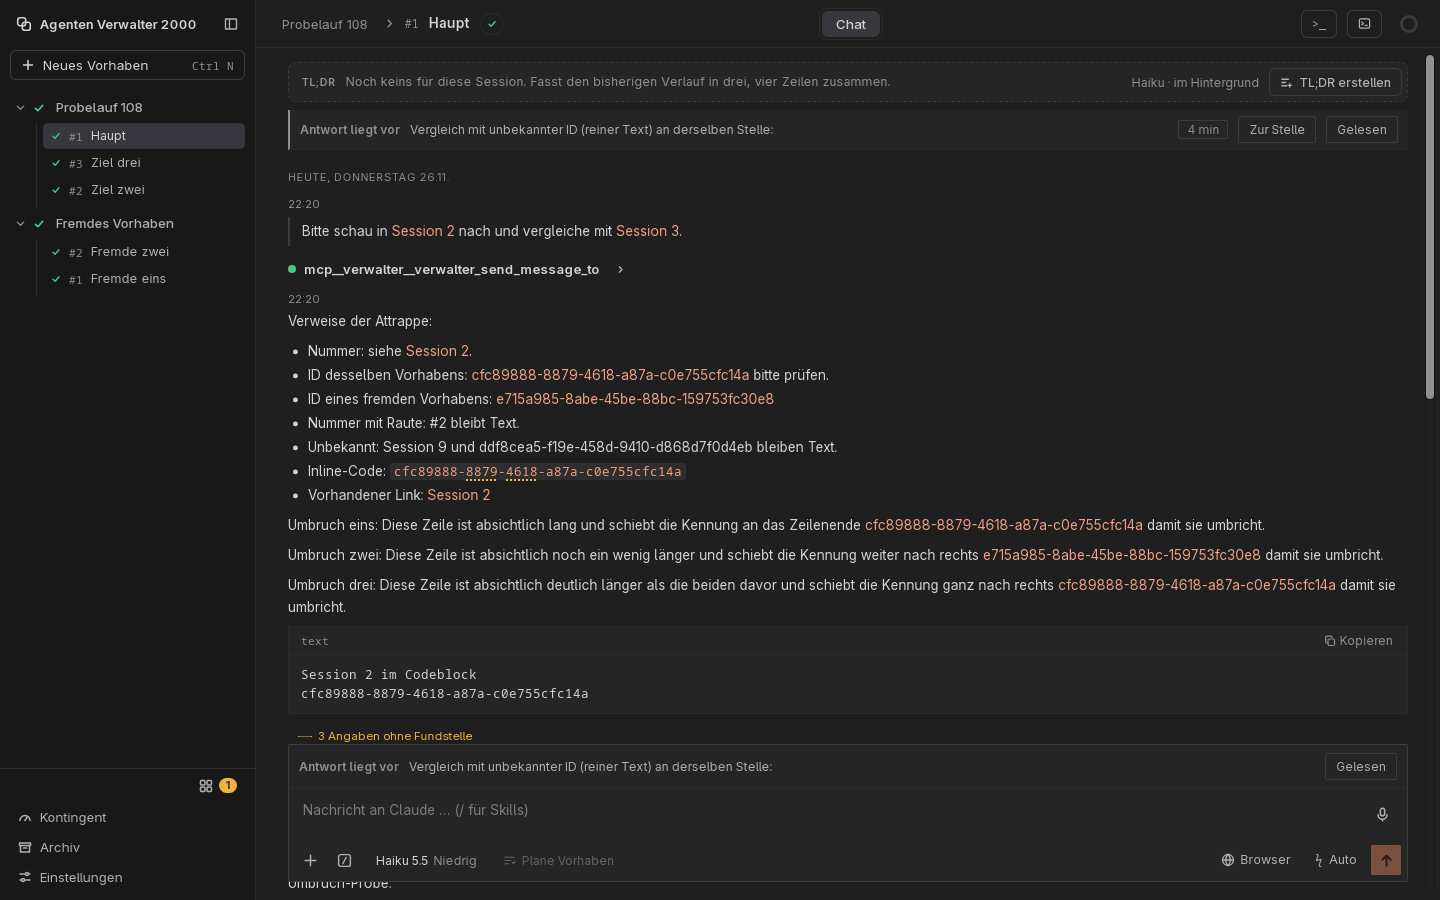 Agenten Verwalter 2000
Neues Vorhaben Ctrl N
Probelauf 108
#1 Haupt
#3 Ziel drei
#2 Ziel zwei
Fremdes Vorhaben
#2 Fremde zwei
#1 Fremde eins
1
Kontingent
Archiv
Einstellungen
Probelauf 108 #1 Haupt
Chat
>_
TL;DR Noch keins für diese Session. Fasst den bisherigen Verlauf in drei, vier Zeilen zusammen. Haiku · im Hintergrund TL;DR erstellen
Antwort liegt vor Vergleich mit unbekannter ID (reiner Text) an derselben Stelle: 4 min Zur Stelle Gelesen
HEUTE, DONNERSTAG 26.11.
22:20
Bitte schau in Session 2 nach und vergleiche mit Session 3.
mcp__verwalter__verwalter_send_message_to
22:20
Verweise der Attrappe:
• Nummer: siehe Session 2.
• ID desselben Vorhabens: cfc89888-8879-4618-a87a-c0e755cfc14a bitte prüfen.
• ID eines fremden Vorhabens: e715a985-8abe-45be-88bc-159753fc30e8
• Nummer mit Raute: #2 bleibt Text.
• Unbekannt: Session 9 und ddf8cea5-f19e-458d-9410-d868d7f0d4eb bleiben Text.
• Inline-Code: cfc89888-8879-4618-a87a-c0e755cfc14a
• Vorhandener Link: Session 2
Umbruch eins: Diese Zeile ist absichtlich lang und schiebt die Kennung an das Zeilenende cfc89888-8879-4618-a87a-c0e755cfc14a damit sie umbricht.
Umbruch zwei: Diese Zeile ist absichtlich noch ein wenig länger und schiebt die Kennung weiter nach rechts e715a985-8abe-45be-88bc-159753fc30e8 damit sie umbricht.
Umbruch drei: Diese Zeile ist absichtlich deutlich länger als die beiden davor und schiebt die Kennung ganz nach rechts cfc89888-8879-4618-a87a-c0e755cfc14a damit sie
umbricht.
text Kopieren
Session 2 im Codeblock
cfc89888-8879-4618-a87a-c0e755cfc14a
3 Angaben ohne Fundstelle
Antwort liegt vor Vergleich mit unbekannter ID (reiner Text) an derselben Stelle: Gelesen
Nachricht an Claude … (/ für Skills)
Haiku 5.5 Niedrig Plane Vorhaben Browser Auto
Umbruch-Probe.